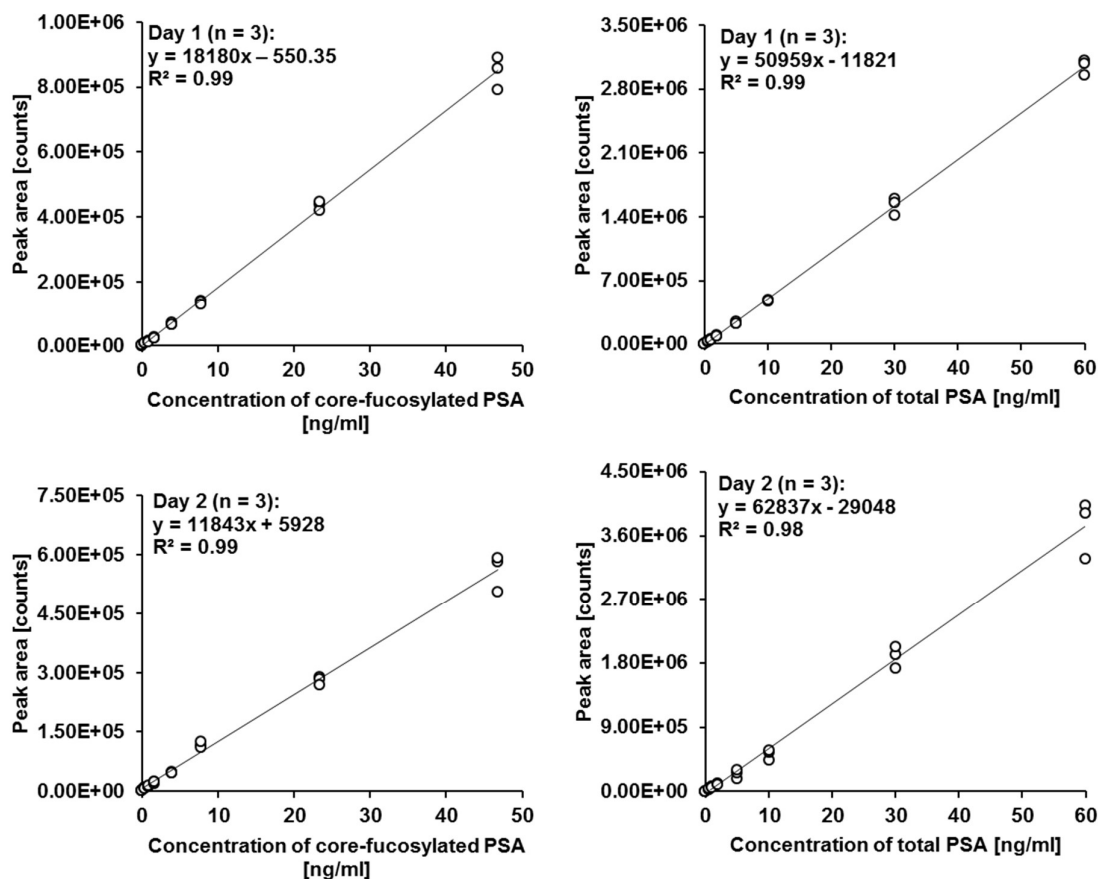 Day 1 (n = 3):
y = 18180x – 550.35
R² = 0.99
1.00E+06
8.00E+05
6.00E+05
4.00E+05
2.00E+05
0.00E+00
Peak area [counts]
0 10 20 30 40 50
Concentration of core-fucosylated PSA
[ng/ml]
Day 1 (n = 3):
y = 50959x - 11821
R² = 0.99
3.50E+06
2.80E+06
2.10E+06
1.40E+06
7.00E+05
0.00E+00
Peak area [counts]
0 10 20 30 40 50 60
Concentration of total PSA [ng/ml]
Day 2 (n = 3):
y = 11843x + 5928
R² = 0.99
7.50E+05
6.00E+05
4.50E+05
3.00E+05
1.50E+05
0.00E+00
Peak area [counts]
0 10 20 30 40 50
Concentration of core-fucosylated PSA
[ng/ml]
Day 2 (n = 3):
y = 62837x - 29048
R² = 0.98
4.50E+06
3.60E+06
2.70E+06
1.80E+06
9.00E+05
0.00E+00
Peak area [counts]
0 10 20 30 40 50 60
Concentration of total PSA [ng/ml]